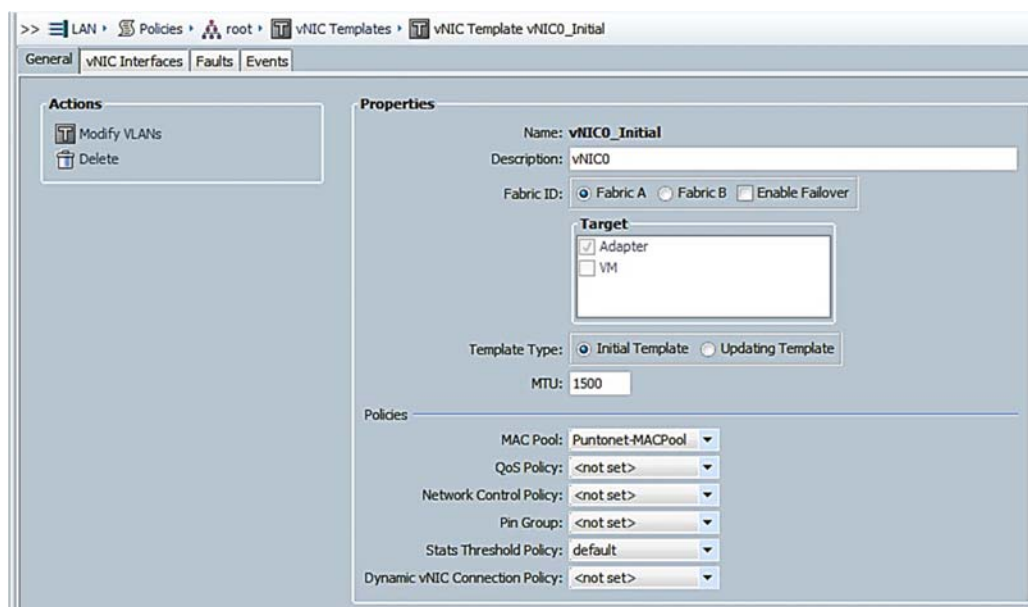 >> LAN Policies root vNIC Templates vNIC Template vNIC0_Initial
General vNIC Interfaces Faults Events
Actions
Modify VLANs
Delete
Properties
Name: vNIC0_Initial
Description: vNIC0
Fabric ID: Fabric A Fabric B Enable Failover
Target
Adapter
VM
Template Type: Initial Template Updating Template
MTU: 1500
Policies
MAC Pool: Puntonet-MACPool
QoS Policy: <not set>
Network Control Policy: <not set>
Pin Group: <not set>
Stats Threshold Policy: default
Dynamic vNIC Connection Policy: <not set>